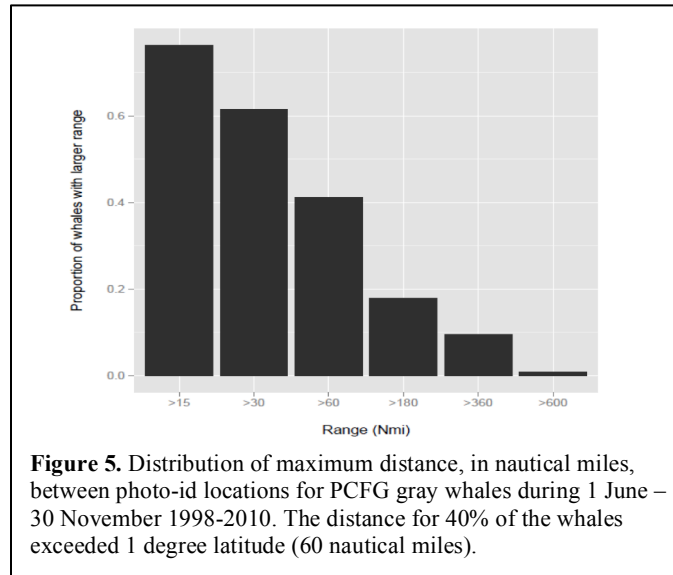 Proportion of whales with larger range
0.6
0.4
0.2
0.0
>15 >30 >60 >180 >360 >600
Range (Nmi)
Figure 5. Distribution of maximum distance, in nautical miles,
between photo-id locations for PCFG gray whales during 1 June –
30 November 1998-2010. The distance for 40% of the whales
exceeded 1 degree latitude (60 nautical miles).